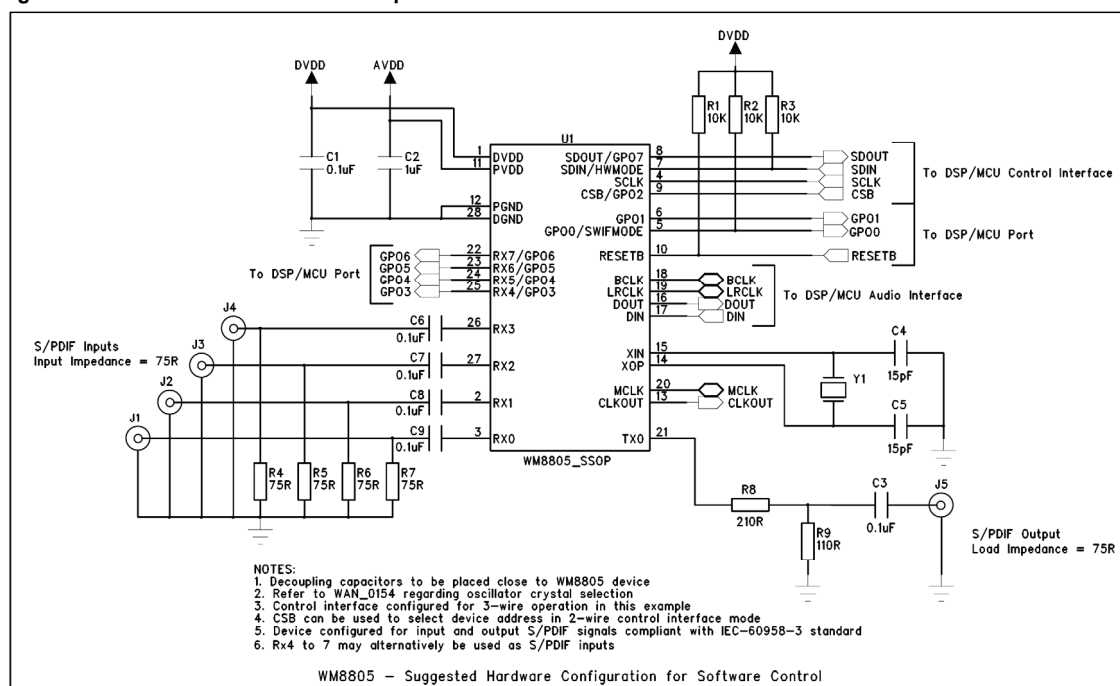 DVDD
DVDD AVDD
R1 10K
R2 10K
R3 10K
C1 0.1uF
C2 1uF
U1
1 DVDD
11 PVDD
12 PGND
28 DGND
SDOUT/GPO7 8 SDOUT
SDIN/HWMODE 7 SDIN
SCLK 4 SCLK
CSB/GPO2 9 CSB
To DSP/MCU Control Interface
GPO1 6 GPO1
GPO0/SWIFMODE 5 GPO0
To DSP/MCU Port
RESETB 10 RESETB
To DSP/MCU Port
GPO6 22 RX7/GPO6
GPO5 23 RX6/GPO5
GPO4 24 RX5/GPO4
GPO3 25 RX4/GPO3
BCLK 18 BCLK
LRCLK 19 LRCLK
DOUT 16 DOUT
DIN 17 DIN
To DSP/MCU Audio Interface
S/PDIF Inputs
Input Impedance = 75R
J4 C6 0.1uF 26 RX3
J3 C7 0.1uF 27 RX2
J2 C8 0.1uF 2 RX1
J1 C9 0.1uF 3 RX0
XIN 15
XOP 14
Y1
C4 15pF
C5 15pF
MCLK 20 MCLK
CLKOUT 13 CLKOUT
TX0 21
WM8805_SSOP
R4 75R
R5 75R
R6 75R
R7 75R
R8 210R
R9 110R
C3 0.1uF
J5
S/PDIF Output
Load Impedance = 75R
NOTES:
1. Decoupling capacitors to be placed close to WM8805 device
2. Refer to WAN_0154 regarding oscillator crystal selection
3. Control interface configured for 3-wire operation in this example
4. CSB can be used to select device address in 2-wire control interface mode
5. Device configured for input and output S/PDIF signals compliant with IEC-60958-3 standard
6. Rx4 to 7 may alternatively be used as S/PDIF inputs
WM8805 – Suggested Hardware Configuration for Software Control